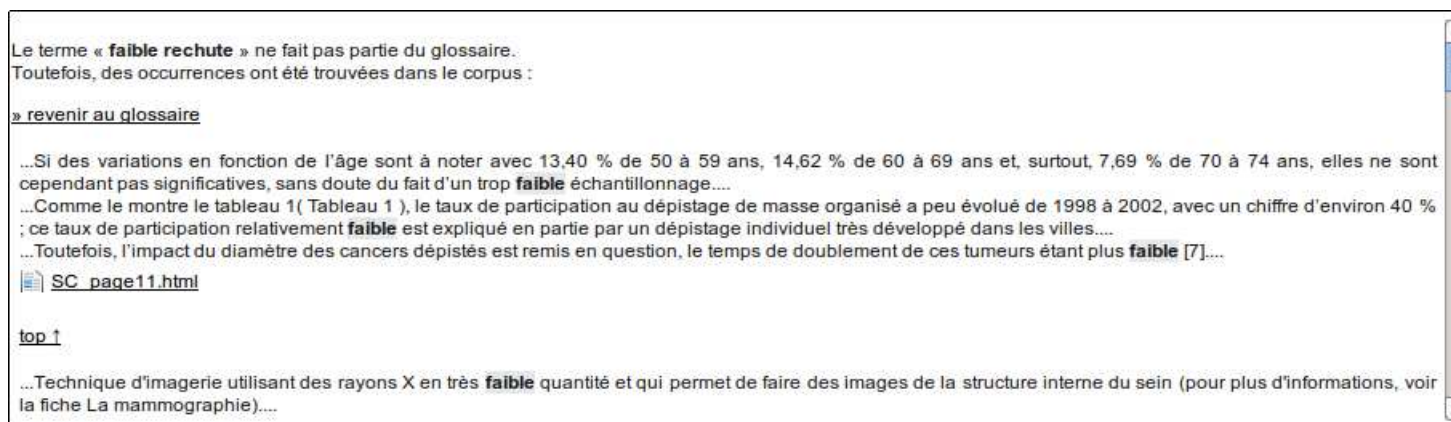 Le terme « faible rechute » ne fait pas partie du glossaire.
Toutefois, des occurrences ont été trouvées dans le corpus :
» revenir au glossaire
...Si des variations en fonction de l'âge sont à noter avec 13,40 % de 50 à 59 ans, 14,62 % de 60 à 69 ans et, surtout, 7,69 % de 70 à 74 ans, elles ne sont
cependant pas significatives, sans doute du fait d'un trop faible échantillonnage....
...Comme le montre le tableau 1( Tableau 1 ), le taux de participation au dépistage de masse organisé a peu évolué de 1998 à 2002, avec un chiffre d'environ 40 %
; ce taux de participation relativement faible est expliqué en partie par un dépistage individuel très développé dans les villes....
...Toutefois, l'impact du diamètre des cancers dépistés est remis en question, le temps de doublement de ces tumeurs étant plus faible [7]....
SC_page11.html
top ↑
...Technique d'imagerie utilisant des rayons X en très faible quantité et qui permet de faire des images de la structure interne du sein (pour plus d'informations, voir
la fiche La mammographie)....